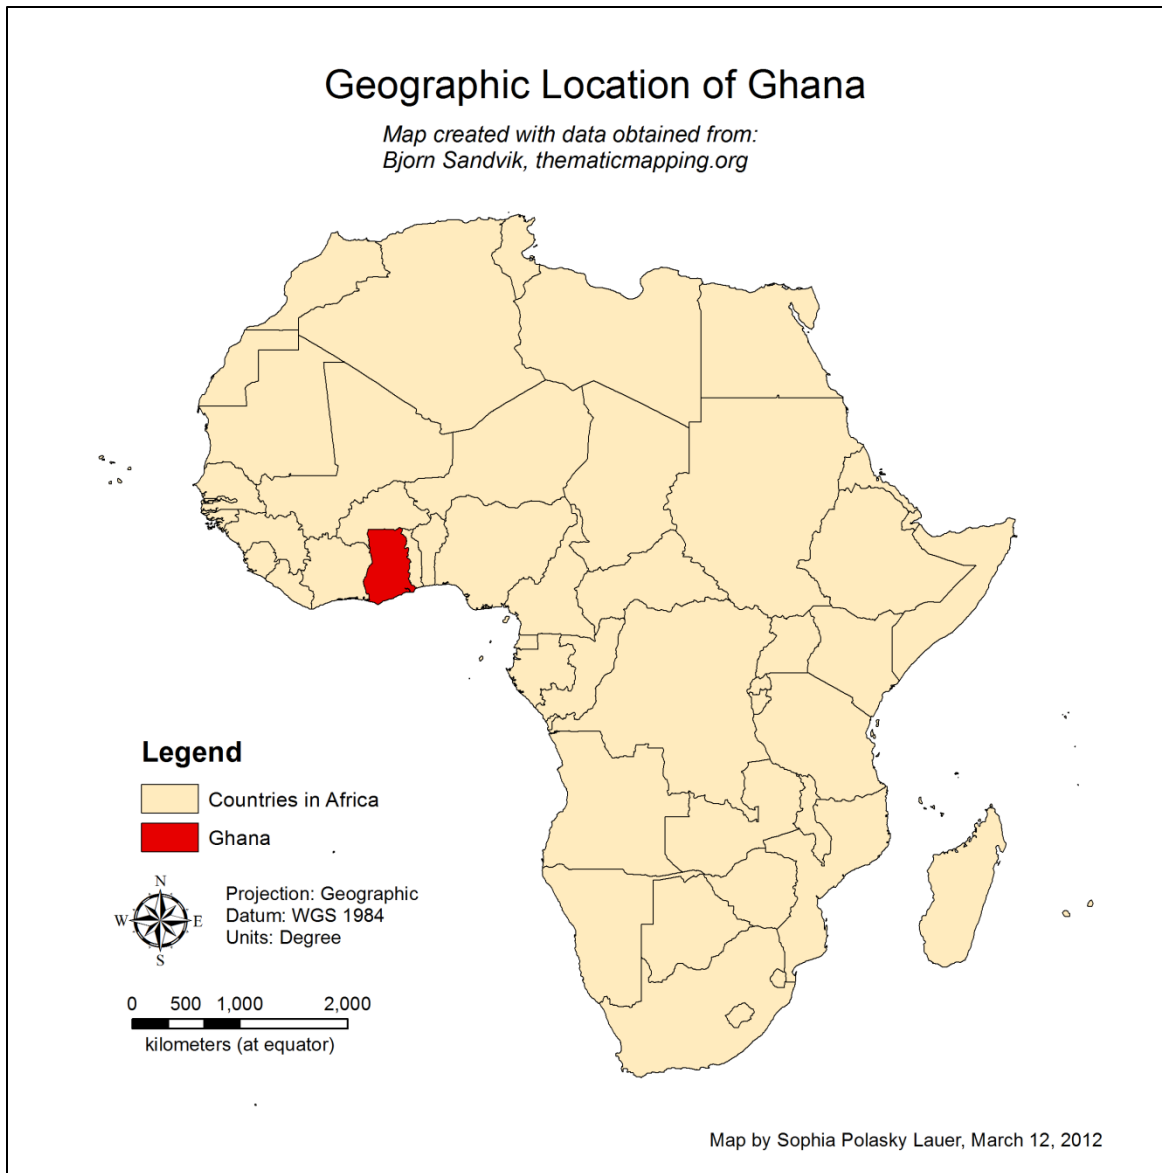 Geographic Location of Ghana
Map created with data obtained from:
Bjorn Sandvik, thematicmapping.org
Legend
Countries in Africa
Ghana
N
W E
S
Projection: Geographic
Datum: WGS 1984
Units: Degree
0 500 1,000 2,000
kilometers (at equator)
Map by Sophia Polasky Lauer, March 12, 2012